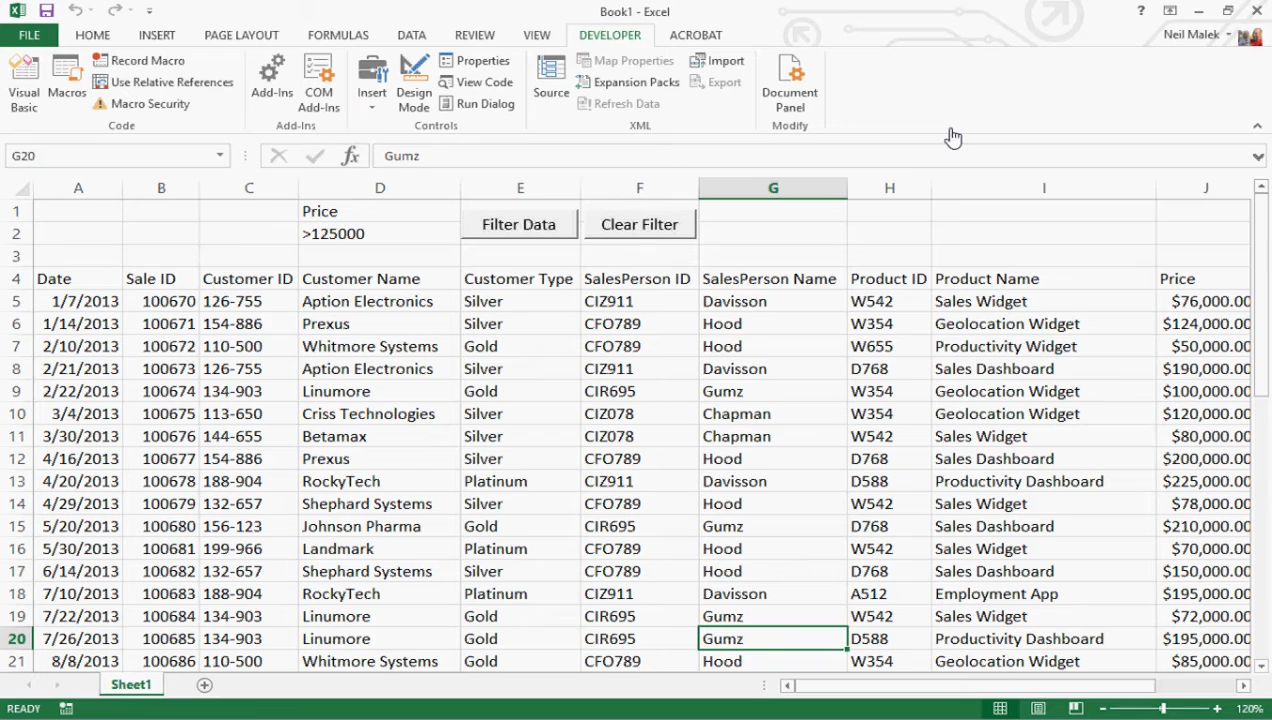 Book1 - Excel
?
FILE HOME INSERT PAGE LAYOUT FORMULAS DATA REVIEW VIEW DEVELOPER ACROBAT Neil Malek
Visual Basic
Macros
Record Macro
Use Relative References
Macro Security
Code
Add-Ins
COM Add-Ins
Add-Ins
Insert
Design Mode
Properties
View Code
Run Dialog
Controls
Source
Map Properties
Expansion Packs
Refresh Data
Import
Export
XML
Document Panel
Modify
G20 fx Gumz
A B C D E F G H I J
1 Price
Filter Data Clear Filter
2 >125000
3
4 Date Sale ID Customer ID Customer Name Customer Type SalesPerson ID SalesPerson Name Product ID Product Name Price
5 1/7/2013 100670 126-755 Aption Electronics Silver CIZ911 Davisson W542 Sales Widget $76,000.00
6 1/14/2013 100671 154-886 Prexus Silver CFO789 Hood W354 Geolocation Widget $124,000.00
7 2/10/2013 100672 110-500 Whitmore Systems Gold CFO789 Hood W655 Productivity Widget $50,000.00
8 2/21/2013 100673 126-755 Aption Electronics Silver CIZ911 Davisson D768 Sales Dashboard $190,000.00
9 2/22/2013 100674 134-903 Linumore Gold CIR695 Gumz W354 Geolocation Widget $100,000.00
10 3/4/2013 100675 113-650 Criss Technologies Silver CIZ078 Chapman W354 Geolocation Widget $120,000.00
11 3/30/2013 100676 144-655 Betamax Silver CIZ078 Chapman W542 Sales Widget $80,000.00
12 4/16/2013 100677 154-886 Prexus Silver CFO789 Hood D768 Sales Dashboard $200,000.00
13 4/20/2013 100678 188-904 RockyTech Platinum CIZ911 Davisson D588 Productivity Dashboard $225,000.00
14 4/29/2013 100679 132-657 Shephard Systems Silver CFO789 Hood W542 Sales Widget $78,000.00
15 5/20/2013 100680 156-123 Johnson Pharma Gold CIR695 Gumz D768 Sales Dashboard $210,000.00
16 5/30/2013 100681 199-966 Landmark Platinum CFO789 Hood W542 Sales Widget $70,000.00
17 6/14/2013 100682 132-657 Shephard Systems Silver CFO789 Hood D768 Sales Dashboard $150,000.00
18 7/10/2013 100683 188-904 RockyTech Platinum CIZ911 Davisson A512 Employment App $195,000.00
19 7/22/2013 100684 134-903 Linumore Gold CIR695 Gumz W542 Sales Widget $72,000.00
20 7/26/2013 100685 134-903 Linumore Gold CIR695 Gumz D588 Productivity Dashboard $195,000.00
21 8/8/2013 100686 110-500 Whitmore Systems Gold CFO789 Hood W354 Geolocation Widget $85,000.00
Sheet1
READY 120%